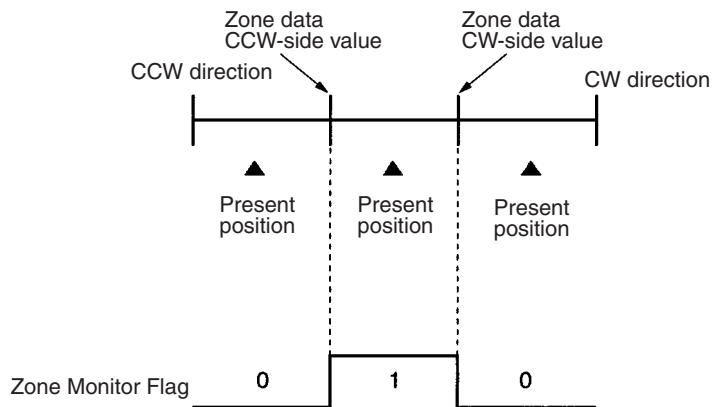 Zone data
CCW-side value
Zone data
CW-side value
CCW direction
CW direction
Present
position
Present
position
Present
position
Zone Monitor Flag
0
1
0